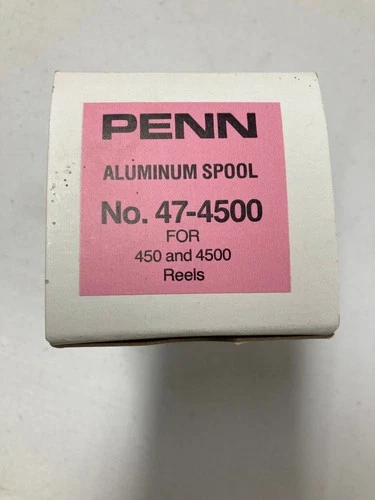 PENN
ALUMINUM SPOOL
No. 47-4500
FOR
450 and 4500
Reels